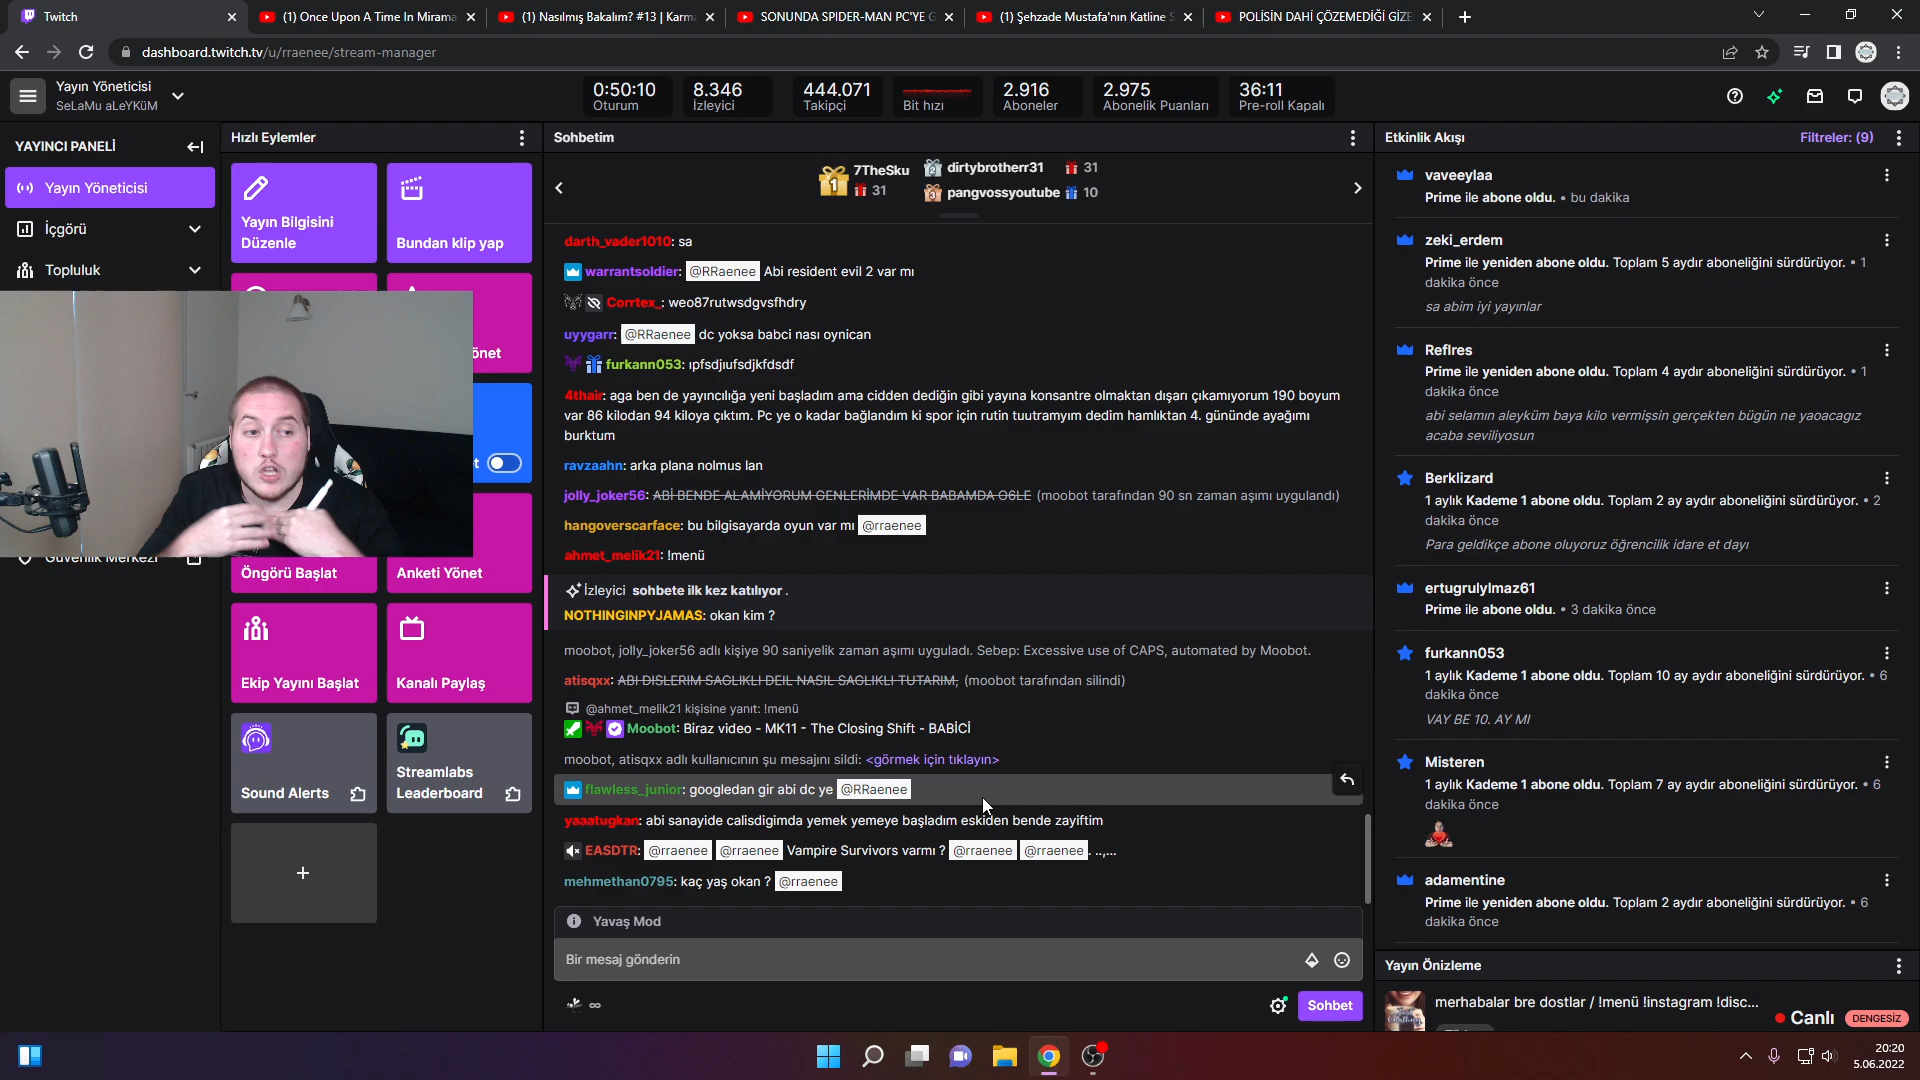 Twitch
(1) Once Upon A Time In Mirama
(1) Nasılmış Bakalım? #13 | Karma
SONUNDA SPIDER-MAN PC'YE G
(1) Şehzade Mustafa'nın Katline S
POLİSİN DAHİ ÇÖZEMEDİĞİ GİZE
dashboard.twitch.tv/u/rraenee/stream-manager
Yayın Yöneticisi
SeLaMu aLeYKüM
0:50:10
Oturum
8.346
İzleyici
444.071
Takipçi
Bit hızı
2.916
Aboneler
2.975
Abonelik Puanları
36:11
Pre-roll Kapalı
YAYINCI PANELİ
Yayın Yöneticisi
İçgörü
Topluluk
Güvenlik Merkezi
Hızlı Eylemler
Yayın Bilgisini
Düzenle
Bundan klip yap
önet
t
Öngörü Başlat
Anketi Yönet
Ekip Yayını Başlat
Kanalı Paylaş
Sound Alerts
Streamlabs
Leaderboard
+
Sohbetim
1
7TheSku
31
2
dirtybrotherr31
31
3
pangvossyoutube
10
darth_vader1010: sa
warrantsoldier: @RRaenee Abi resident evil 2 var mı
Corrtex_: weo87rutwsdgvsfhdry
uyygarr: @RRaenee dc yoksa babci nası oynican
furkann053: ıpfsdjıufsdjkfdsdf
4thair: aga ben de yayıncılığa yeni başladım ama cidden dediğin gibi yayına konsantre olmaktan dışarı çıkamıyorum 190 boyum
var 86 kilodan 94 kiloya çıktım. Pc ye o kadar bağlandım ki spor için rutin tuutramyım dedim hamlıktan 4. gününde ayağımı
burktum
ravzaahn: arka plana nolmus lan
jolly_joker56: ABİ BENDE ALAMİYORUM GENLERİMDE VAR BABAMDA O6LE (moobot tarafından 90 sn zaman aşımı uygulandı)
hangoverscarface: bu bilgisayarda oyun var mı @rraenee
ahmet_melik21: !menü
İzleyici sohbete ilk kez katılıyor .
NOTHINGINPYJAMAS: okan kim ?
moobot, jolly_joker56 adlı kişiye 90 saniyelik zaman aşımı uyguladı. Sebep: Excessive use of CAPS, automated by Moobot.
atisqxx: ABI DISLERIM SAGLIKLI DEIL NASIL SAGLIKLI TUTARIM, (moobot tarafından silindi)
@ahmet_melik21 kişisine yanıt: !menü
Moobot: Biraz video - MK11 - The Closing Shift - BABİCİ
moobot, atisqxx adlı kullanıcının şu mesajını sildi: <görmek için tıklayın>
flawless_junior: googledan gir abi dc ye @RRaenee
yaaatugkan: abi sanayide calisdigimda yemek yemeye başladım eskiden bende zayiftim
EASDTR: @rraenee @rraenee Vampire Survivors varmı ? @rraenee @rraenee . ..,...
mehmethan0795: kaç yaş okan ? @rraenee
Yavaş Mod
Bir mesaj gönderin
∞
Sohbet
Etkinlik Akışı
Filtreler: (9)
vaveeylaa
Prime ile abone oldu. • bu dakika
zeki_erdem
Prime ile yeniden abone oldu. Toplam 5 aydır aboneliğini sürdürüyor. • 1
dakika önce
sa abim iyi yayınlar
Reflres
Prime ile yeniden abone oldu. Toplam 4 aydır aboneliğini sürdürüyor. • 1
dakika önce
abi selamın aleyküm baya kilo vermişsin gerçekten bügün ne yaoacagız
acaba seviliyosun
Berklizard
1 aylık Kademe 1 abone oldu. Toplam 2 ay aydır aboneliğini sürdürüyor. • 2
dakika önce
Para geldikçe abone oluyoruz öğrencilik idare et dayı
ertugrulylmaz61
Prime ile abone oldu. • 3 dakika önce
furkann053
1 aylık Kademe 1 abone oldu. Toplam 10 ay aydır aboneliğini sürdürüyor. • 6
dakika önce
VAY BE 10. AY MI
Misteren
1 aylık Kademe 1 abone oldu. Toplam 7 ay aydır aboneliğini sürdürüyor. • 6
dakika önce
adamentine
Prime ile yeniden abone oldu. Toplam 2 aydır aboneliğini sürdürüyor. • 6
dakika önce
Yayın Önizleme
merhabalar bre dostlar / !menü !instagram !disc...
Canlı
DENGESİZ
20:20
5.06.2022